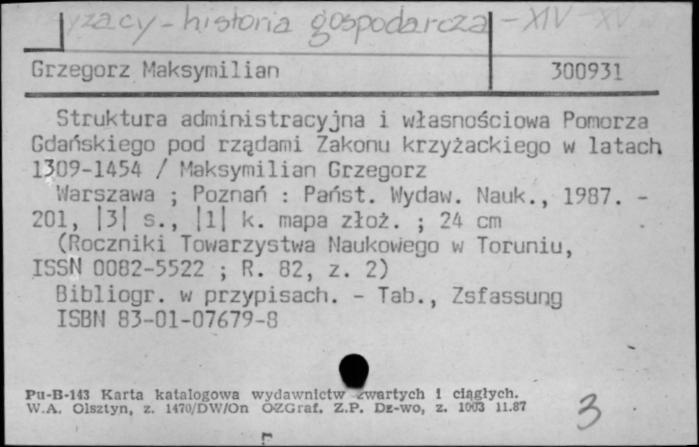 yzacy - historia gospodarcza - XIV - XV
Grzegorz Maksymilian 300931
Struktura administracyjna i własnościowa Pomorza
Gdańskiego pod rządami Zakonu krzyżackiego w latach
1309-1454 / Maksymilian Grzegorz
Warszawa ; Poznań : Państ. Wydaw. Nauk., 1987. -
201, |3| s., |1| k. mapa złoż. ; 24 cm
(Roczniki Towarzystwa Naukowego w Toruniu,
ISSN 0082-5522 ; R. 82, z. 2)
Bibliogr. w przypisach. - Tab., Zsfassung
ISBN 83-01-07679-8
Pu-B-143 Karta katalogowa wydawnictw zwartych i ciągłych.
W.A. Olsztyn, z. 1470/DW/On OZGraf. Z.P. Dz-wo, z. 1003 11.87
3